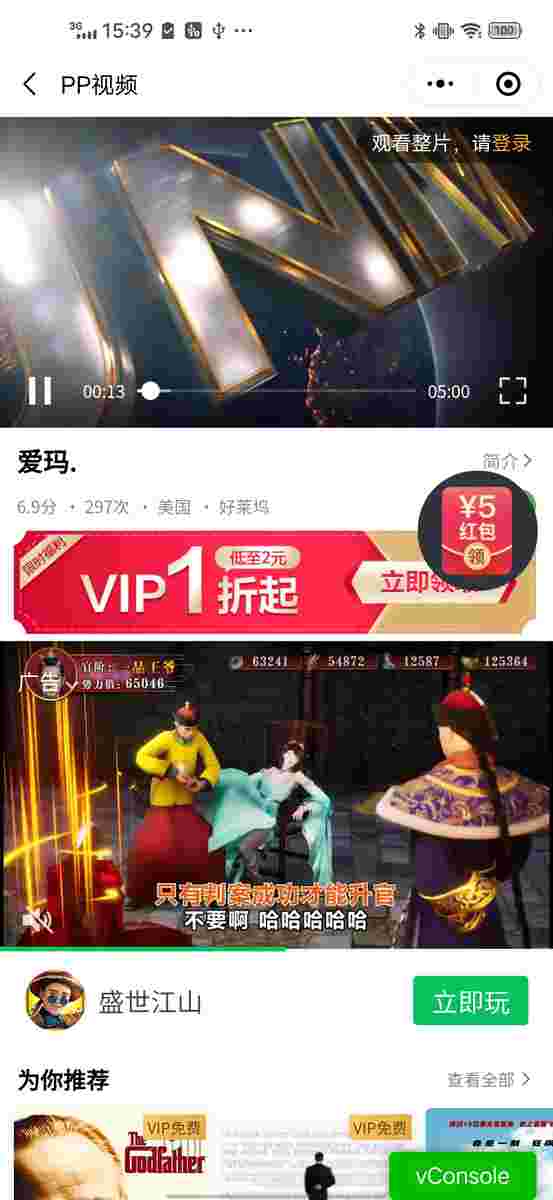 3G 15:39 100
PP视频
观看整片，请登录
00:13
05:00
爱玛.
简介
6.9分 · 297次 · 美国 · 好莱坞
¥5
红包
领
限时福利
VIP1折起
低至2元
立即领
广告
官阶：一品王爷
势力值：65046
63241
54872
12587
125364
只有判案成功才能升官
不要啊 哈哈哈哈哈
盛世江山
立即玩
为你推荐
查看全部
VIP免费
The Godfather
VIP免费
vConsole